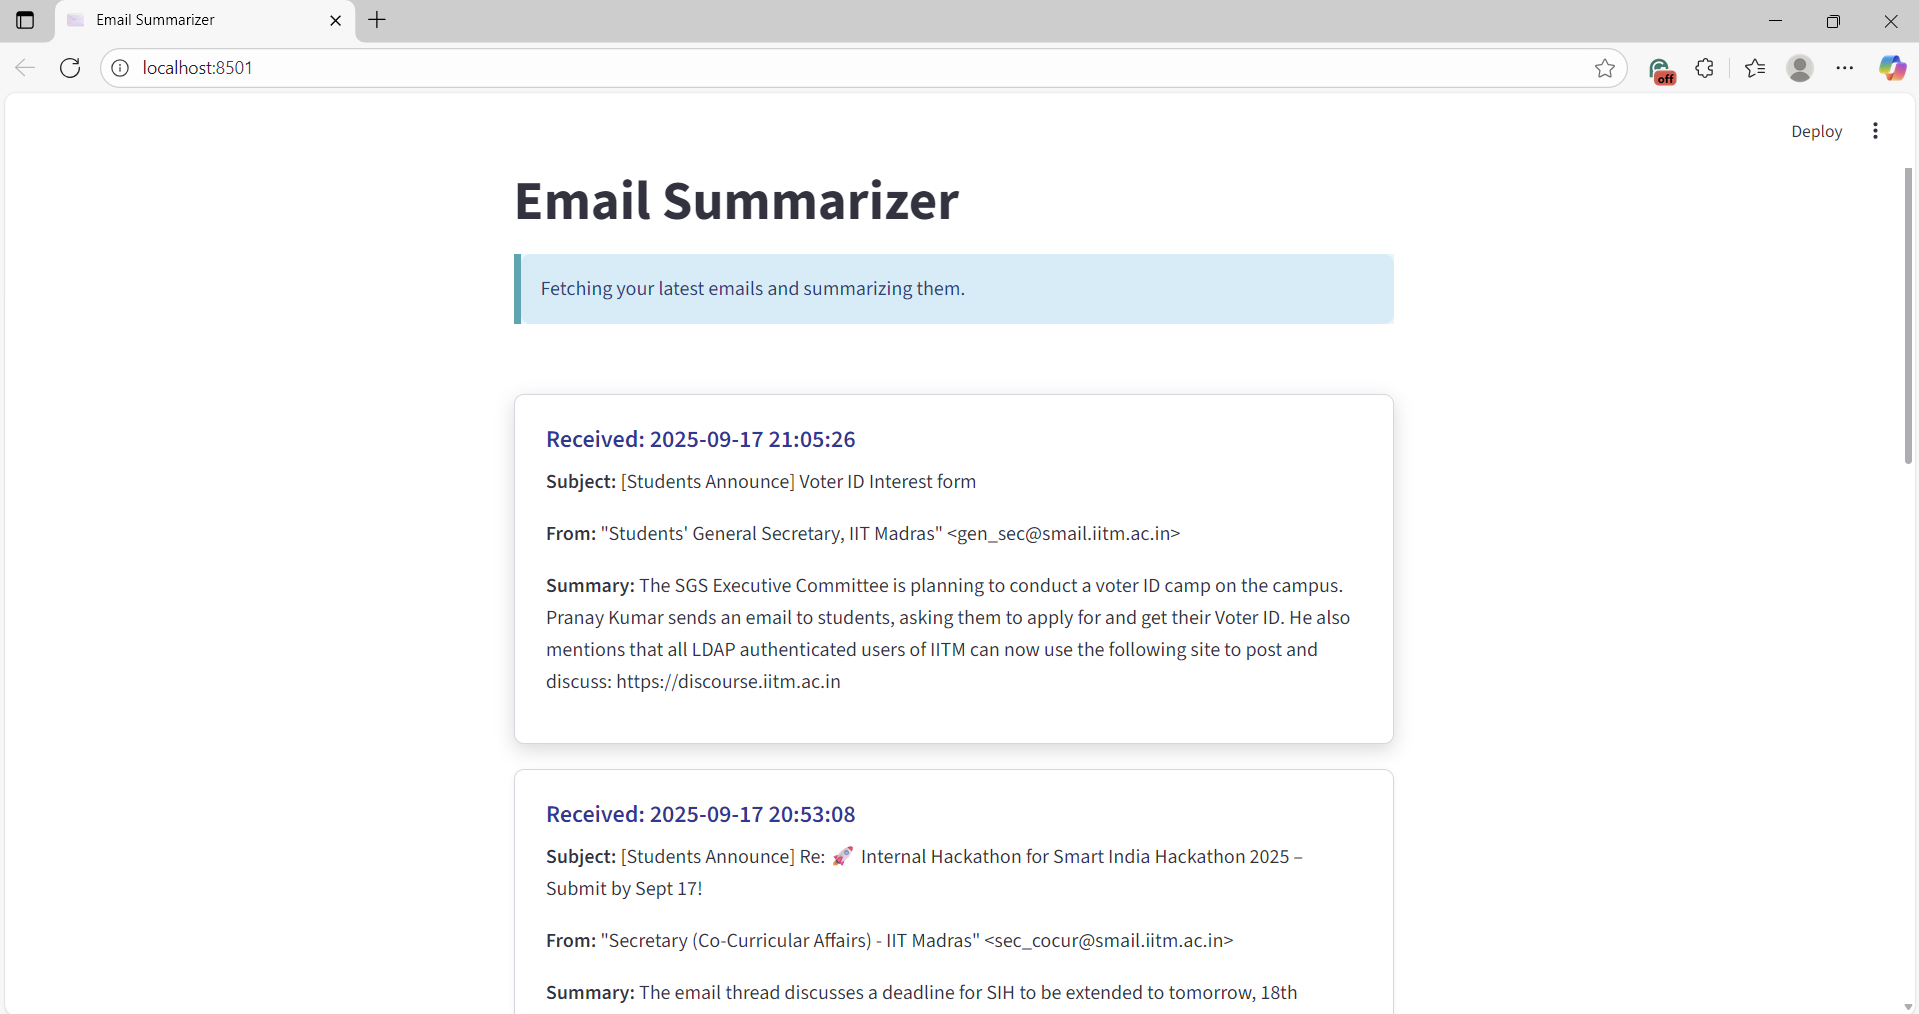 Email Summarizer
localhost:8501
off
Deploy
Email Summarizer
Fetching your latest emails and summarizing them.
Received: 2025-09-17 21:05:26
Subject: [Students Announce] Voter ID Interest form
From: "Students' General Secretary, IIT Madras" <gen_sec@smail.iitm.ac.in>
Summary: The SGS Executive Committee is planning to conduct a voter ID camp on the campus.
Pranay Kumar sends an email to students, asking them to apply for and get their Voter ID. He also
mentions that all LDAP authenticated users of IITM can now use the following site to post and
discuss: https://discourse.iitm.ac.in
Received: 2025-09-17 20:53:08
Subject: [Students Announce] Re: 🚀 Internal Hackathon for Smart India Hackathon 2025 –
Submit by Sept 17!
From: "Secretary (Co-Curricular Affairs) - IIT Madras" <sec_cocur@smail.iitm.ac.in>
Summary: The email thread discusses a deadline for SIH to be extended to tomorrow, 18th